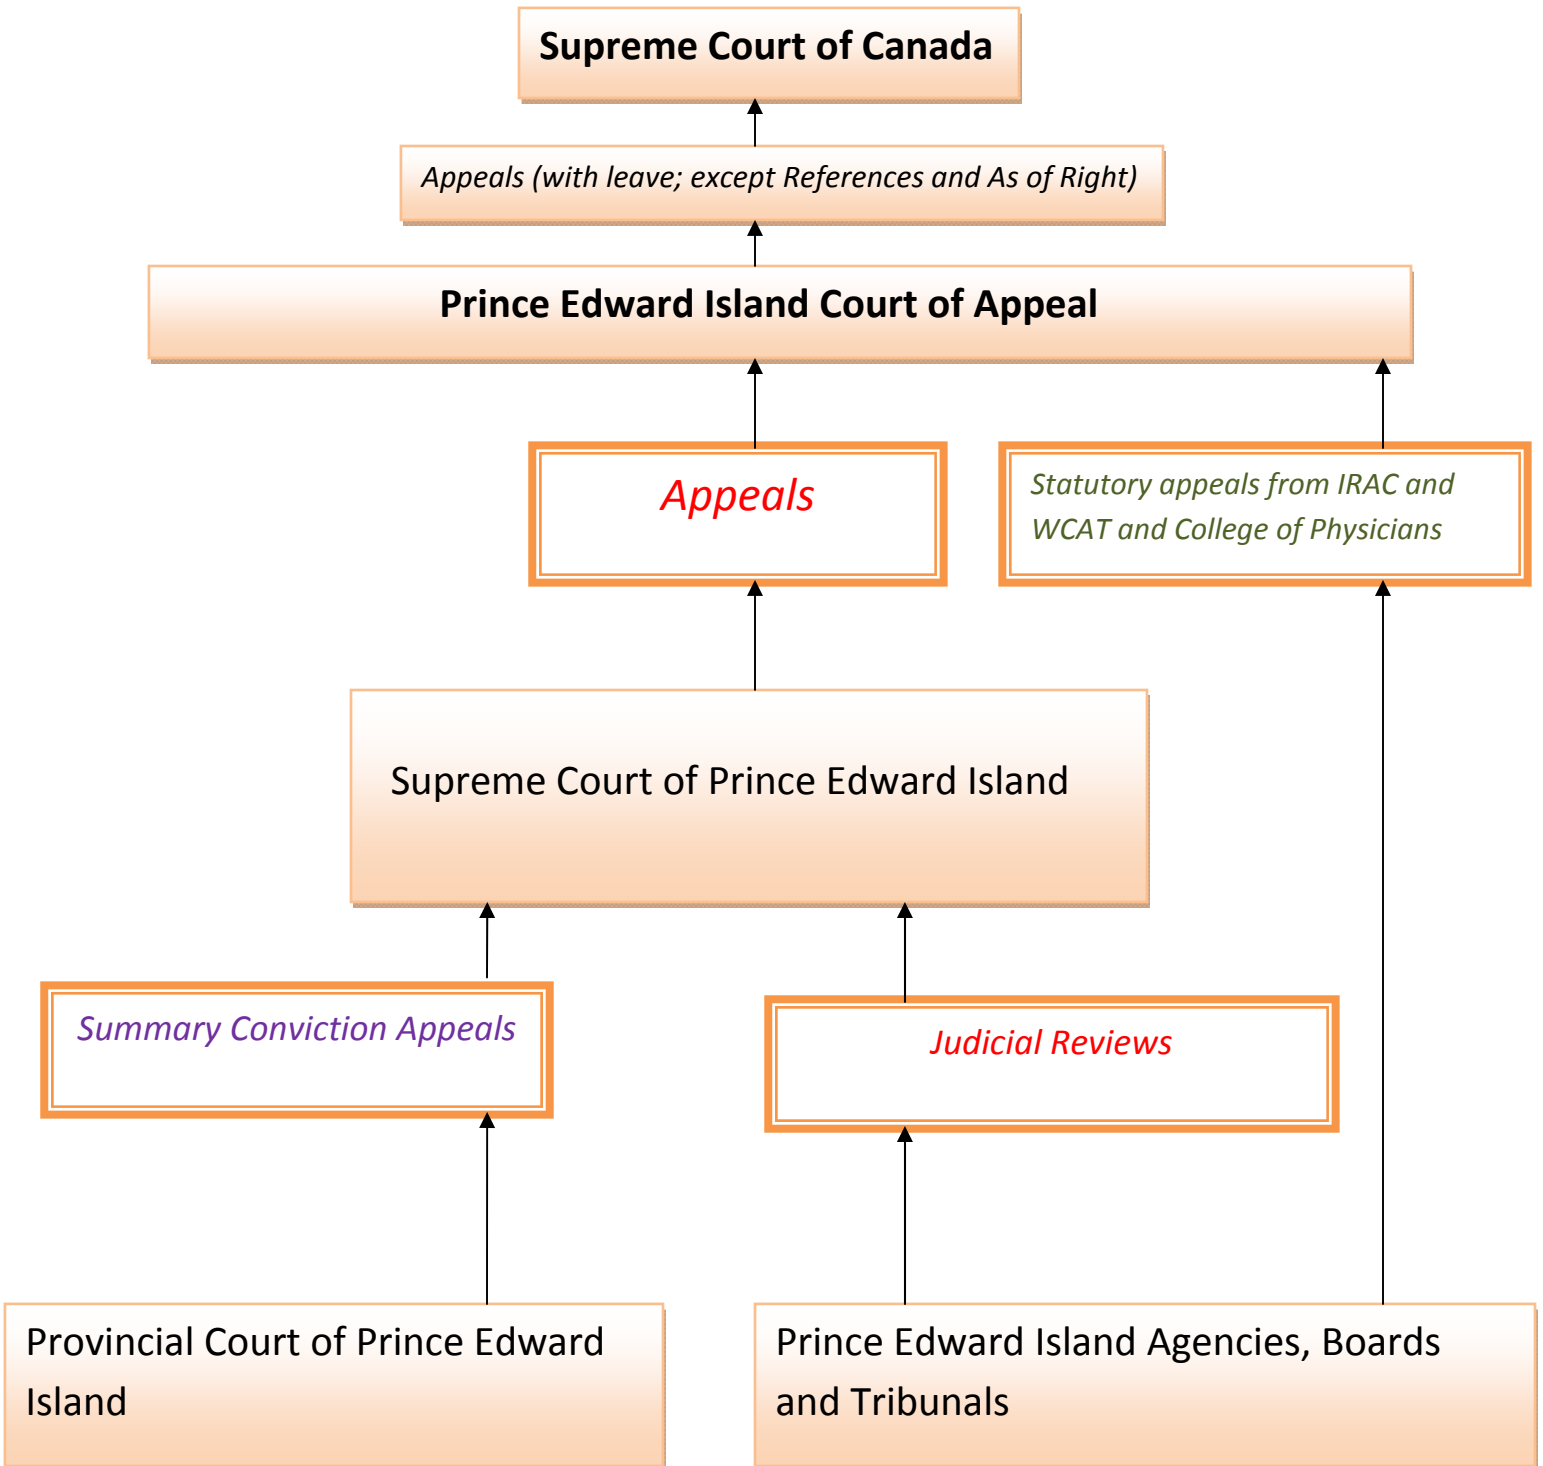 Supreme Court of Canada
Appeals (with leave; except References and As of Right)
Prince Edward Island Court of Appeal
Appeals
Statutory appeals from IRAC and
WCAT and College of Physicians
Supreme Court of Prince Edward Island
Summary Conviction Appeals
Judicial Reviews
Provincial Court of Prince Edward
Island
Prince Edward Island Agencies, Boards
and Tribunals